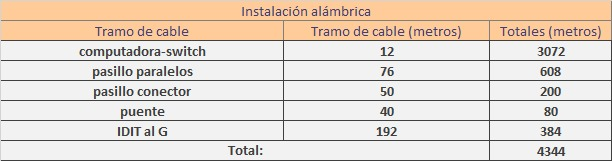 Instalación alámbrica
Tramo de cable Tramo de cable (metros) Totales (metros)
computadora-switch 12 3072
pasillo paralelos 76 608
pasillo conector 50 200
puente 40 80
IDIT al G 192 384
Total: 4344